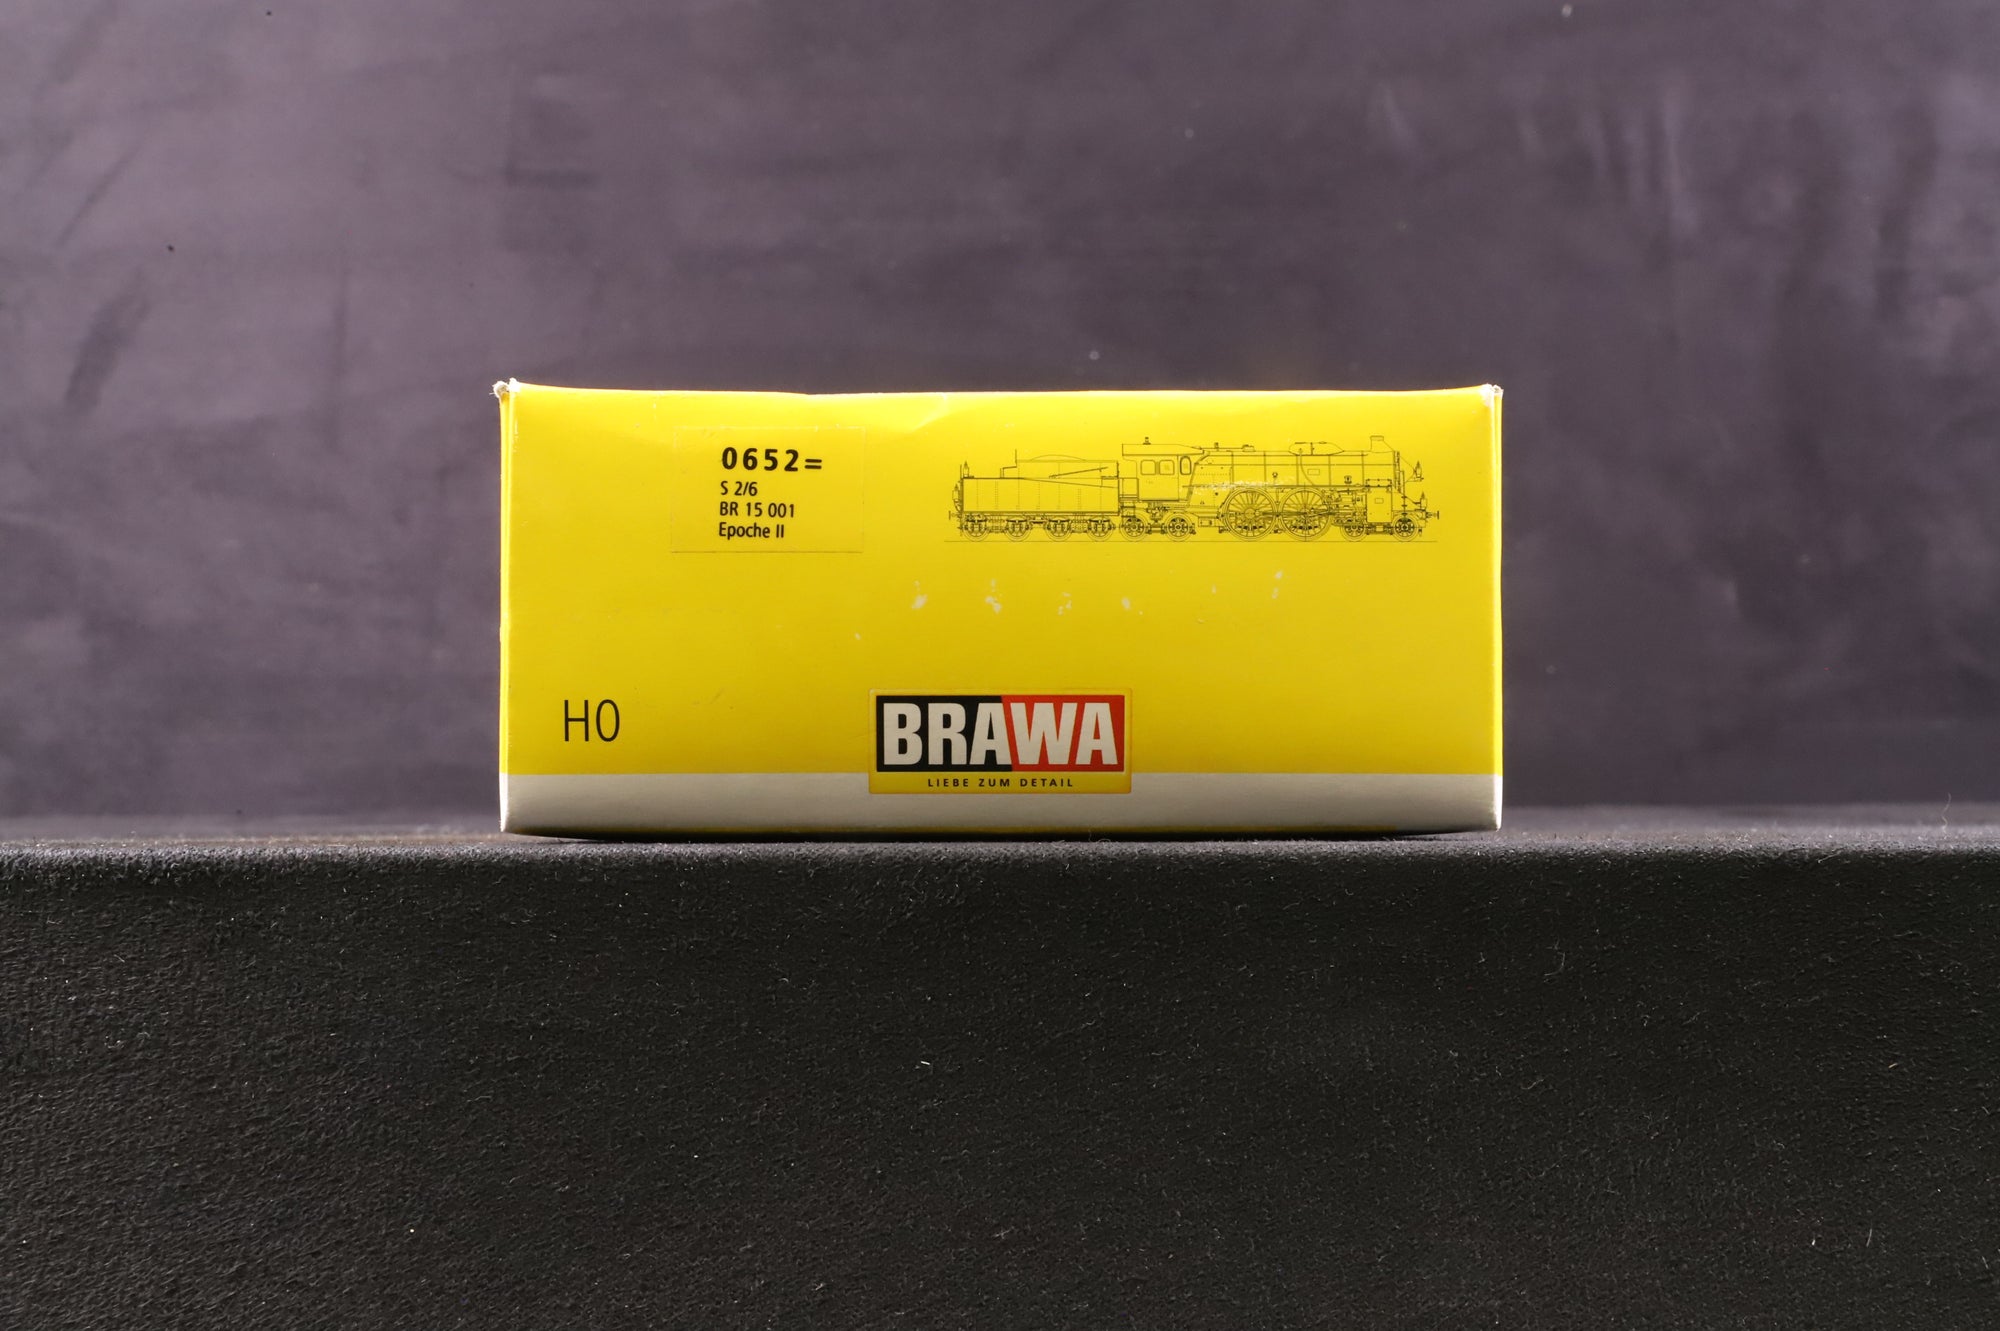 0652=
S 2/6
BR 15 001
Epoche II
H0
BRAWA
LIEBE ZUM DETAIL